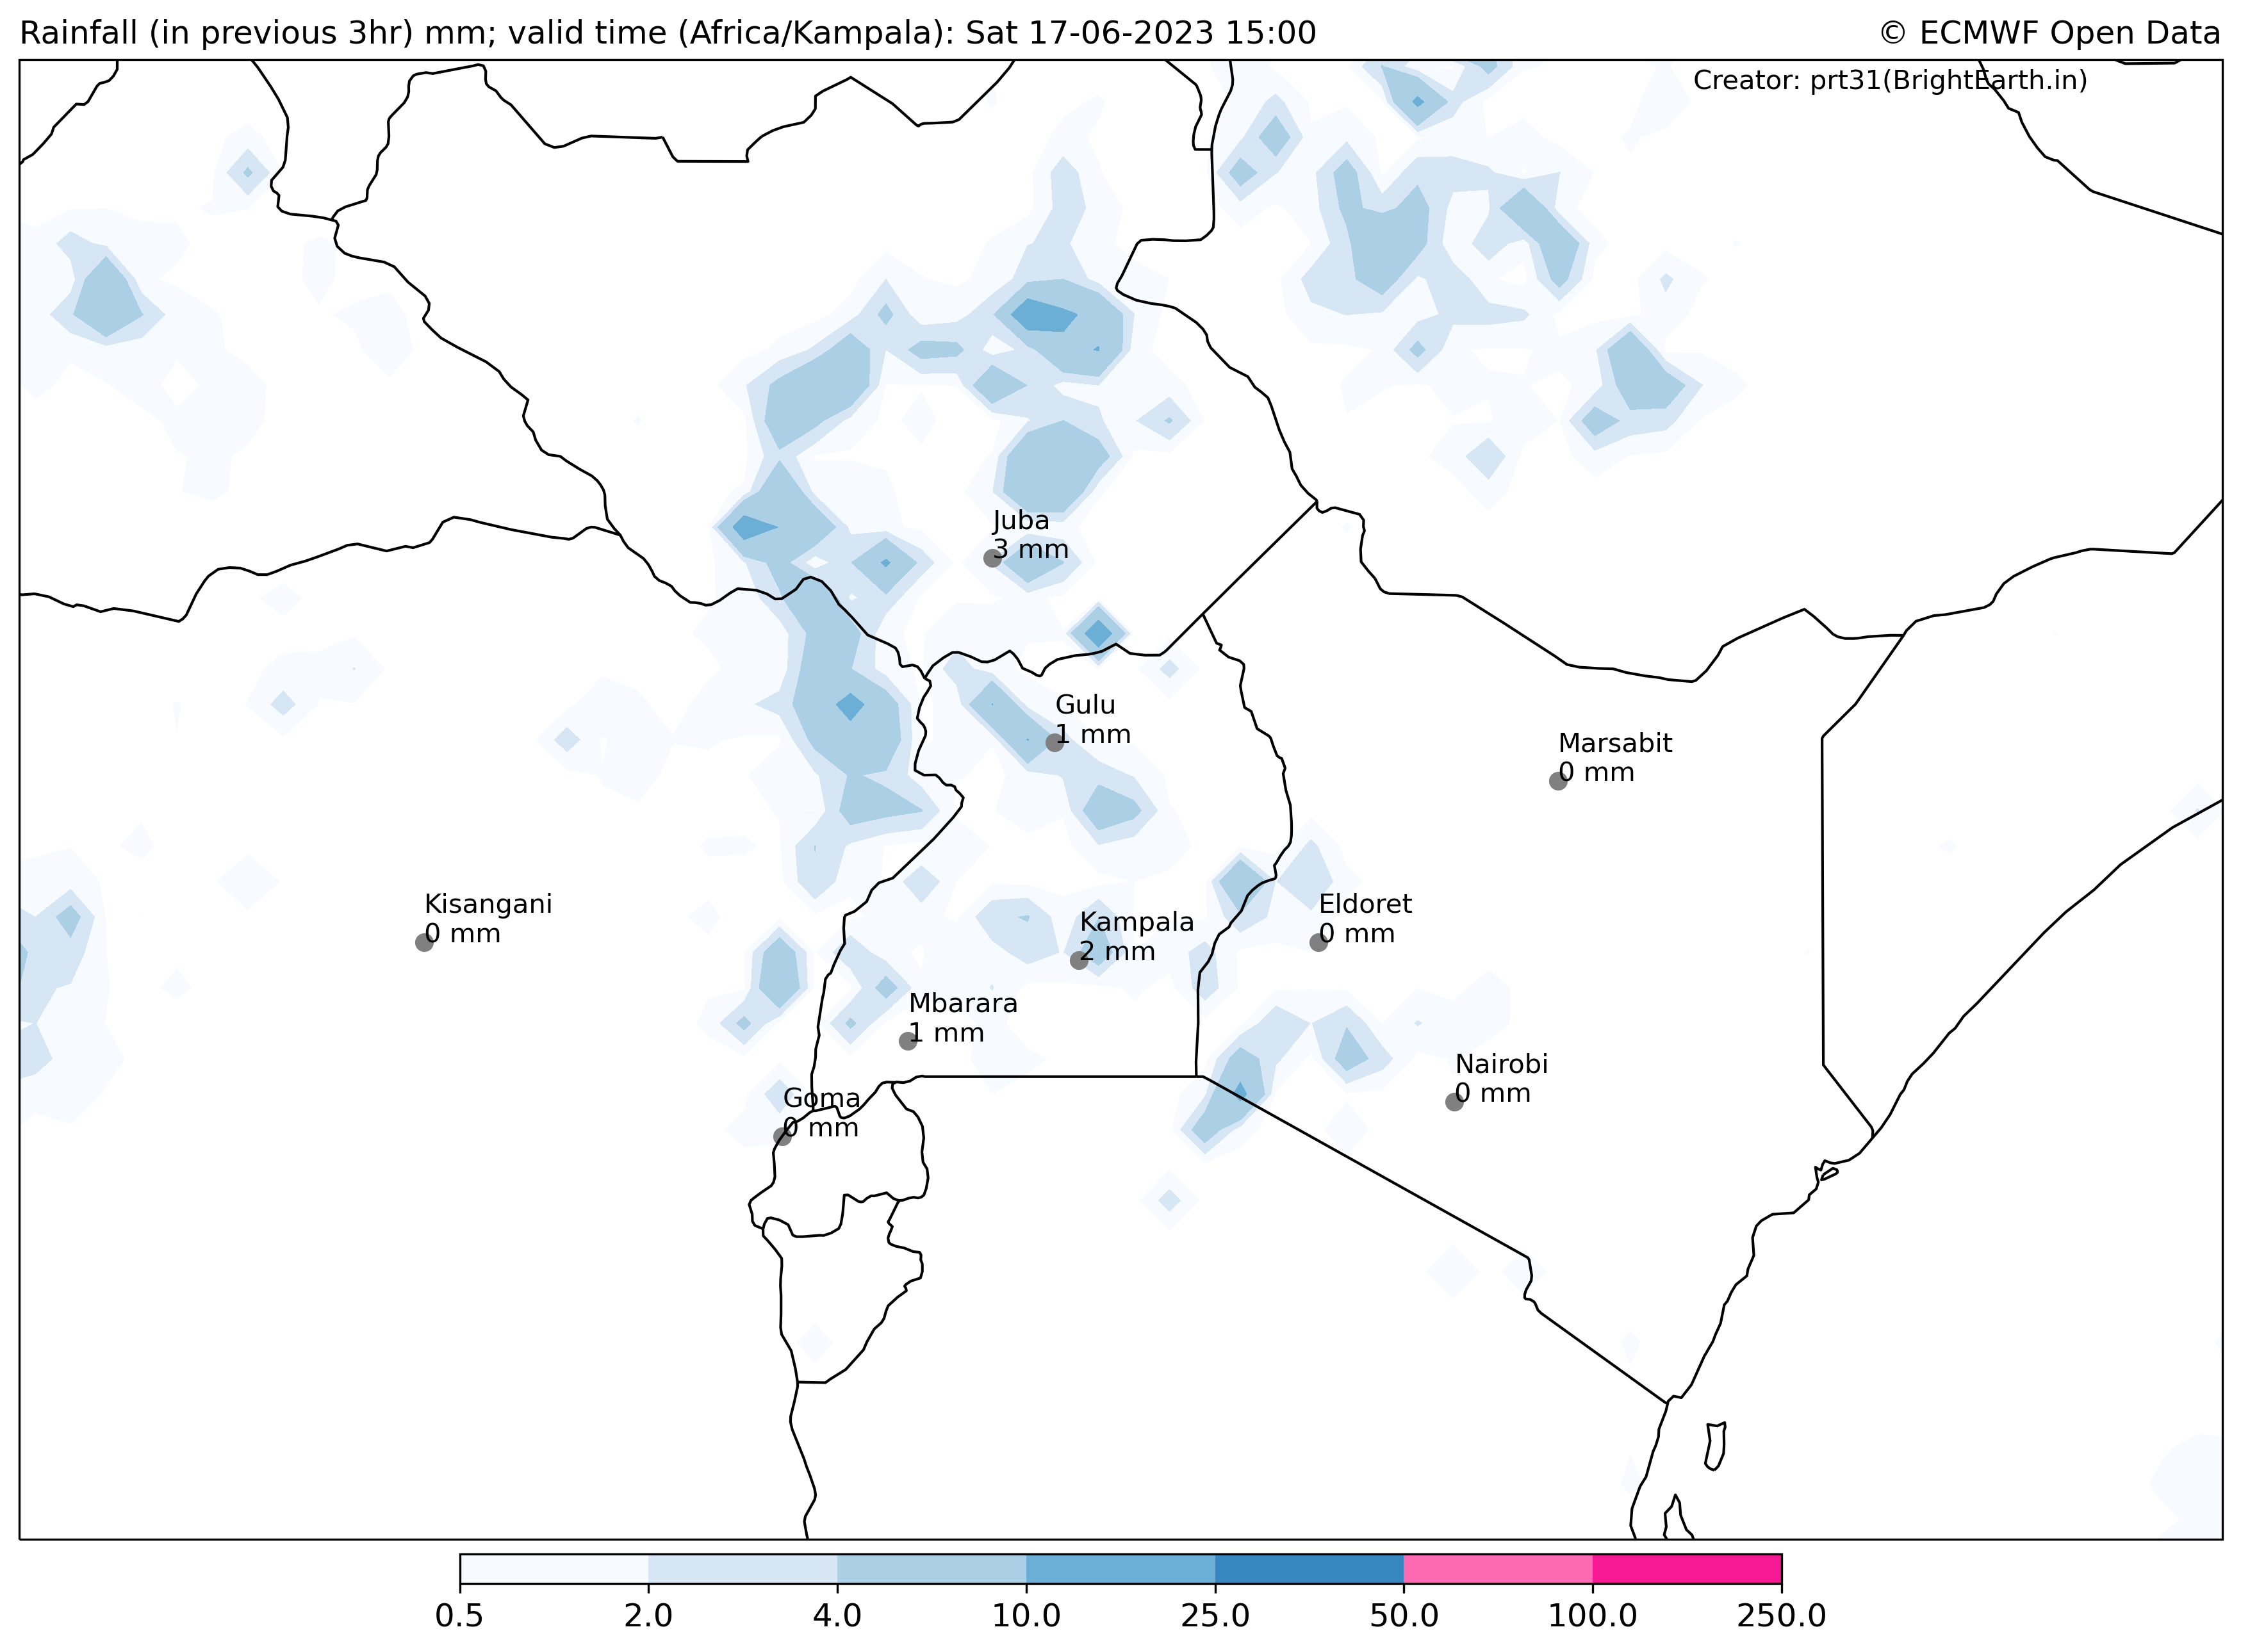 Rainfall (in previous 3hr) mm; valid time (Africa/Kampala): Sat 17-06-2023 15:00
© ECMWF Open Data
Creator: prt31(BrightEarth.in)
Juba
3 mm
Gulu
1 mm
Marsabit
0 mm
Kisangani
0 mm
Eldoret
0 mm
Kampala
2 mm
Mbarara
1 mm
Nairobi
0 mm
Goma
0 mm
0.5 2.0 4.0 10.0 25.0 50.0 100.0 250.0